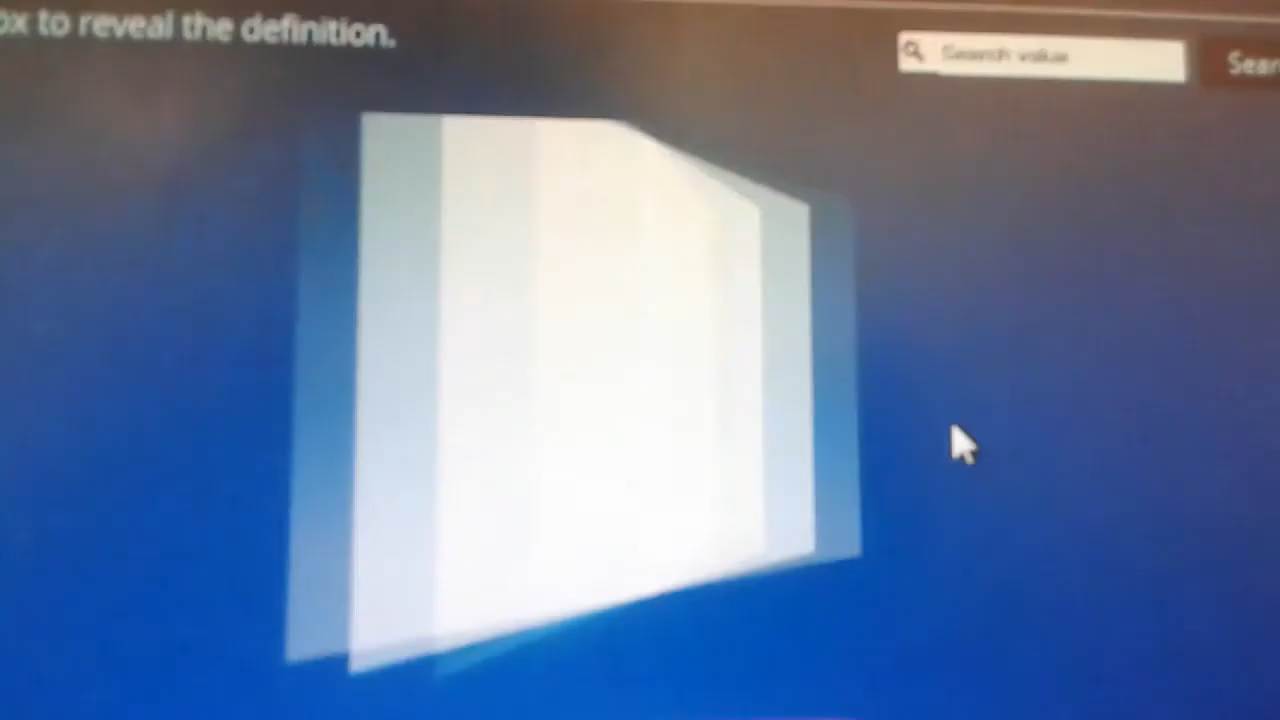 ox to reveal the definition.
Search value
Sear